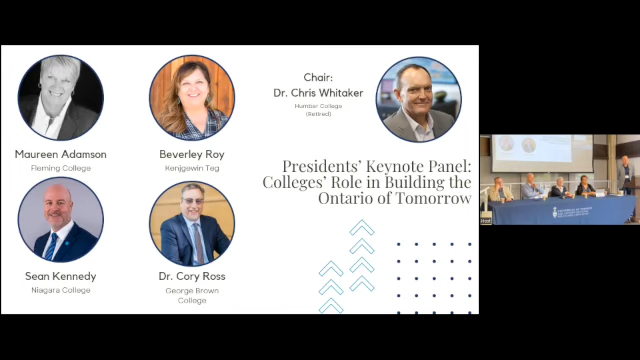 Maureen Adamson
Fleming College
Beverley Roy
Kenjgewin Teg
Chair:
Dr. Chris Whitaker
Humber College
(Retired)
Presidents' Keynote Panel:
Colleges' Role in Building the
Ontario of Tomorrow
Sean Kennedy
Niagara College
Dr. Cory Ross
George Brown
College